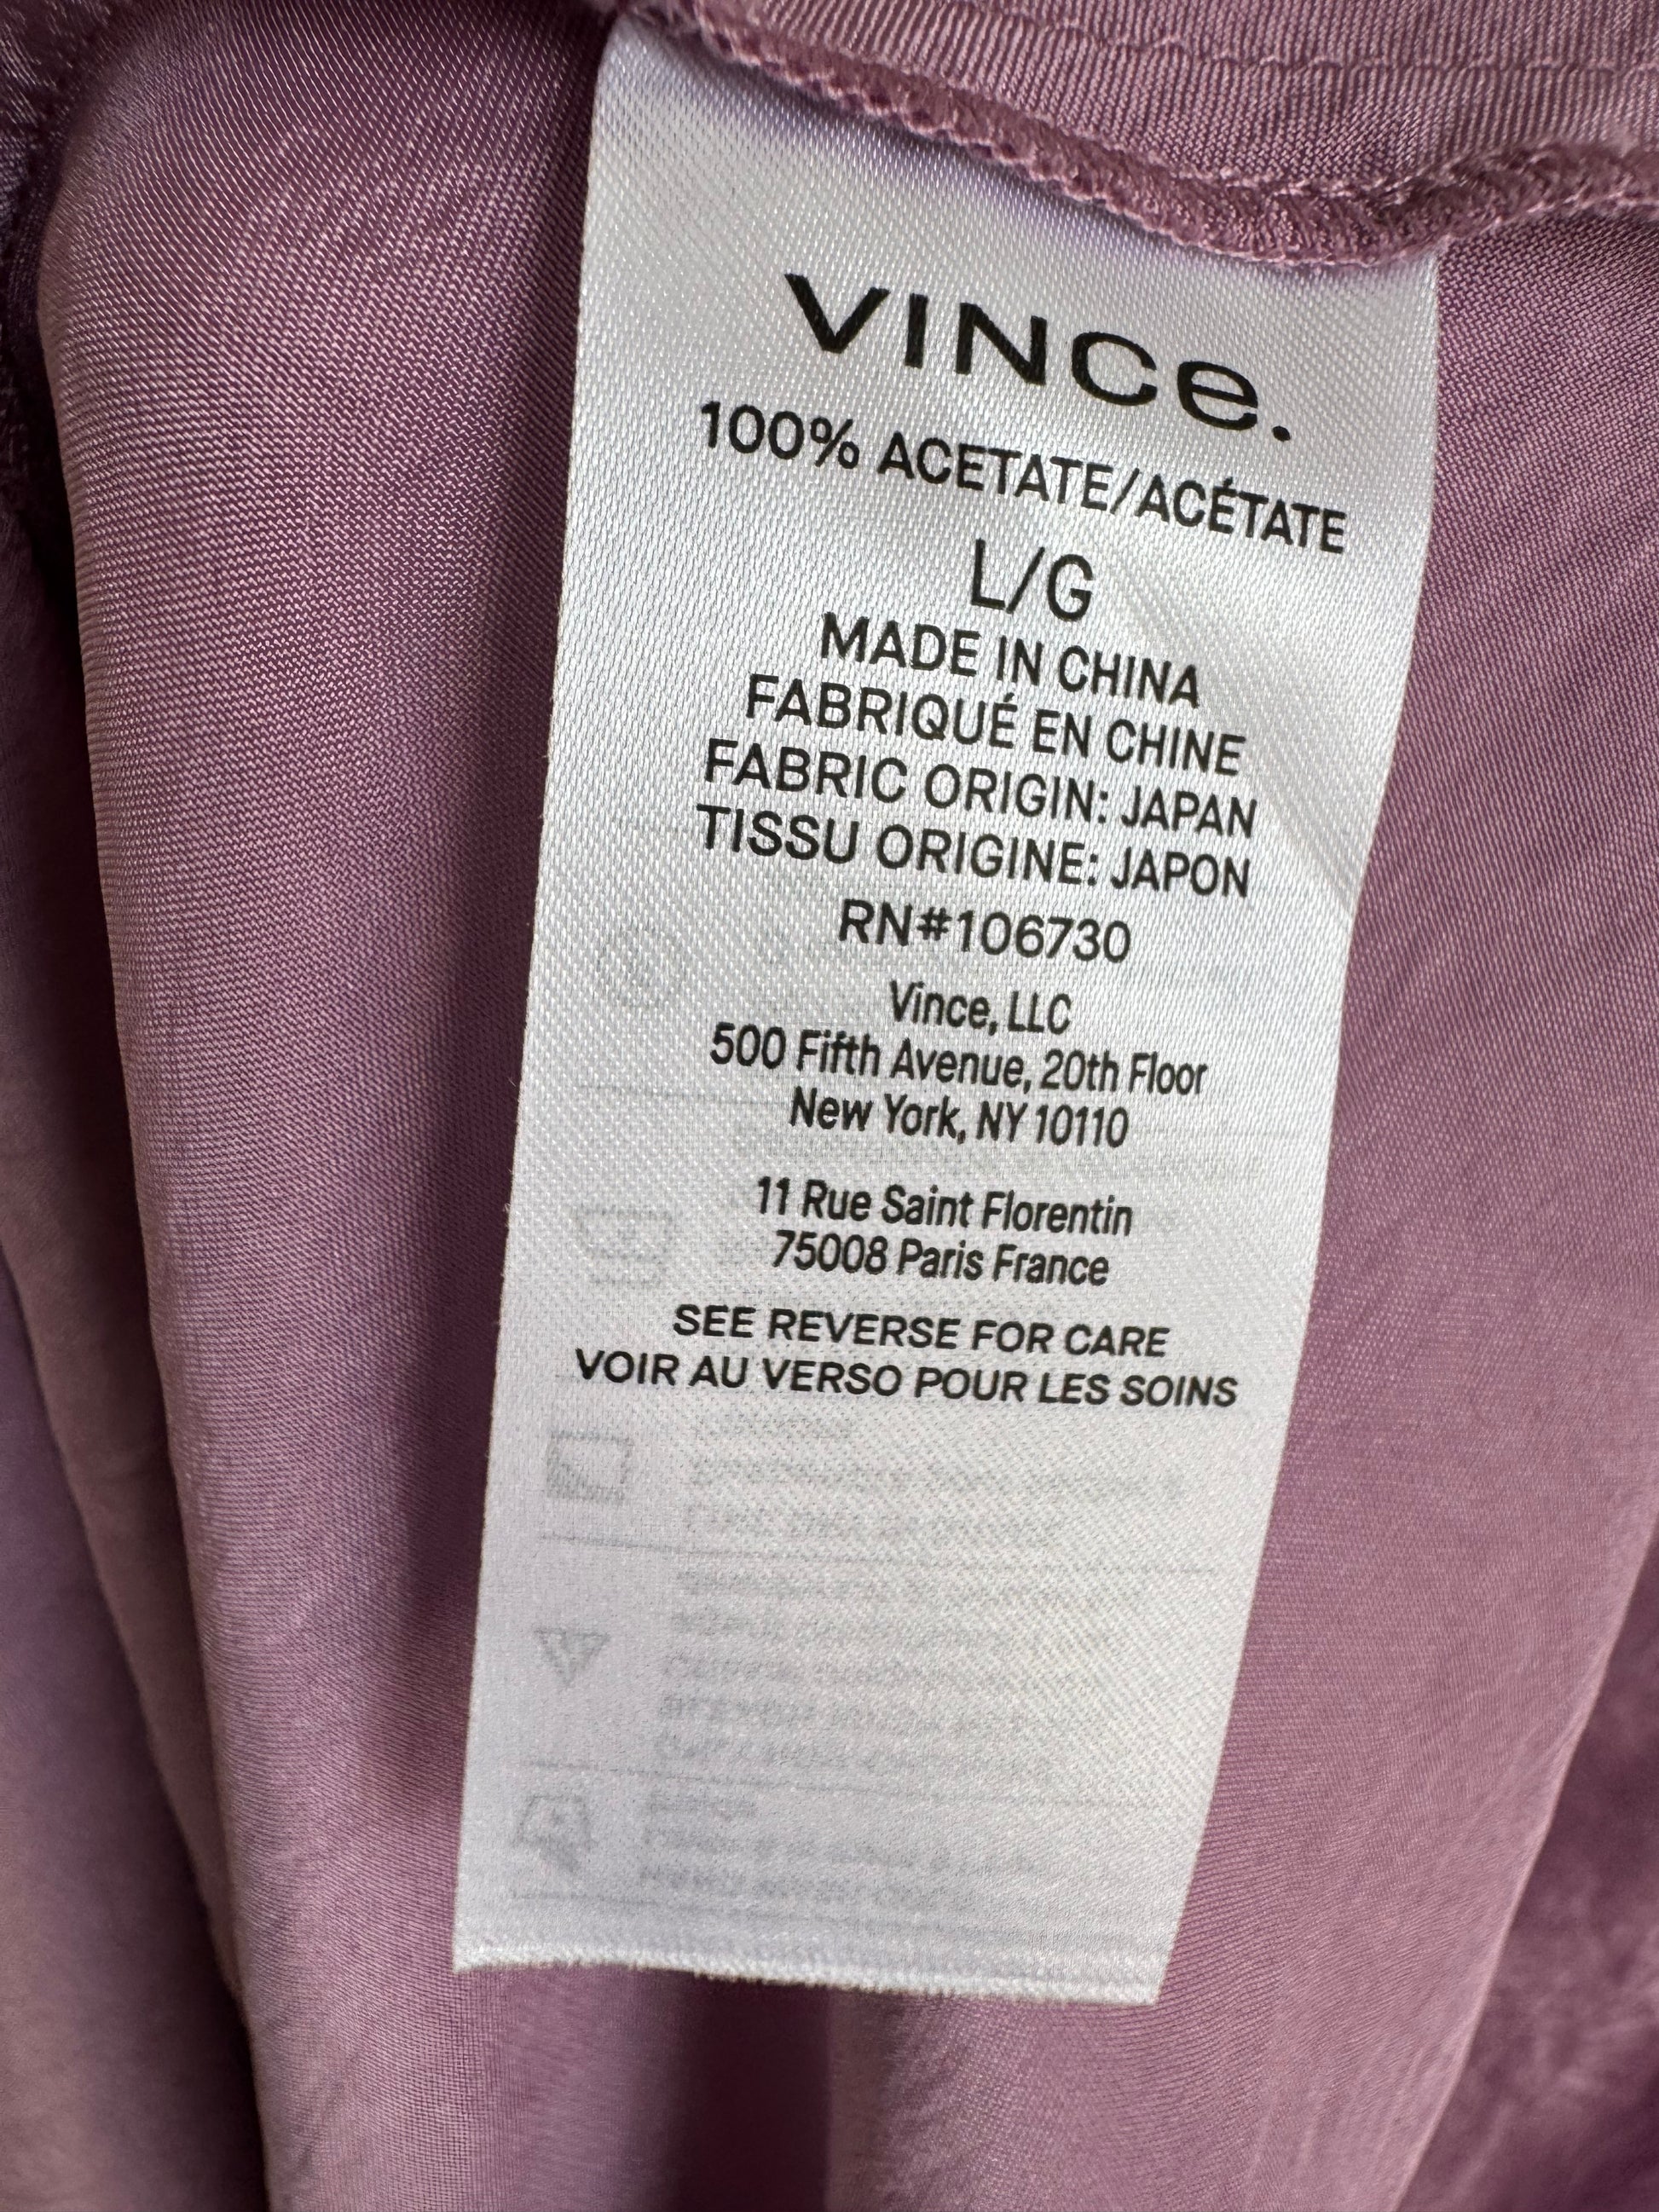 VINCe.
100% ACETATE/ACÉTATE
L/G
MADE IN CHINA
FABRIQUÉ EN CHINE
FABRIC ORIGIN: JAPAN
TISSU ORIGINE: JAPON
RN#106730
Vince, LLC
500 Fifth Avenue, 20th Floor
New York, NY 10110
11 Rue Saint Florentin
75008 Paris France
SEE REVERSE FOR CARE
VOIR AU VERSO POUR LES SOINS